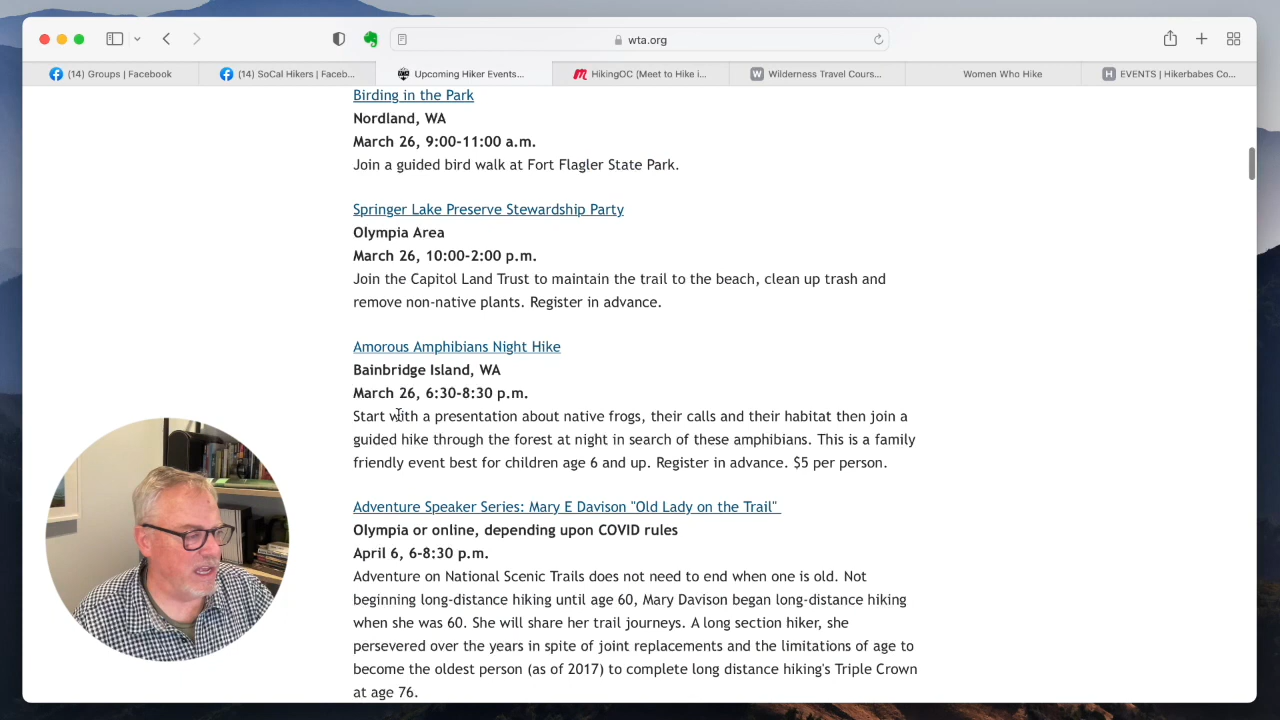 wta.org
(14) Groups | Facebook
(14) SoCal Hikers | Faceb...
Upcoming Hiker Events...
HikingOC (Meet to Hike i...
Wilderness Travel Cours...
Women Who Hike
EVENTS | Hikerbabes Co...
Birding in the Park
Nordland, WA
March 26, 9:00-11:00 a.m.
Join a guided bird walk at Fort Flagler State Park.
Springer Lake Preserve Stewardship Party
Olympia Area
March 26, 10:00-2:00 p.m.
Join the Capitol Land Trust to maintain the trail to the beach, clean up trash and
remove non-native plants. Register in advance.
Amorous Amphibians Night Hike
Bainbridge Island, WA
March 26, 6:30-8:30 p.m.
Start with a presentation about native frogs, their calls and their habitat then join a
guided hike through the forest at night in search of these amphibians. This is a family
friendly event best for children age 6 and up. Register in advance. $5 per person.
Adventure Speaker Series: Mary E Davison "Old Lady on the Trail"
Olympia or online, depending upon COVID rules
April 6, 6-8:30 p.m.
Adventure on National Scenic Trails does not need to end when one is old. Not
beginning long-distance hiking until age 60, Mary Davison began long-distance hiking
when she was 60. She will share her trail journeys. A long section hiker, she
persevered over the years in spite of joint replacements and the limitations of age to
become the oldest person (as of 2017) to complete long distance hiking's Triple Crown
at age 76.